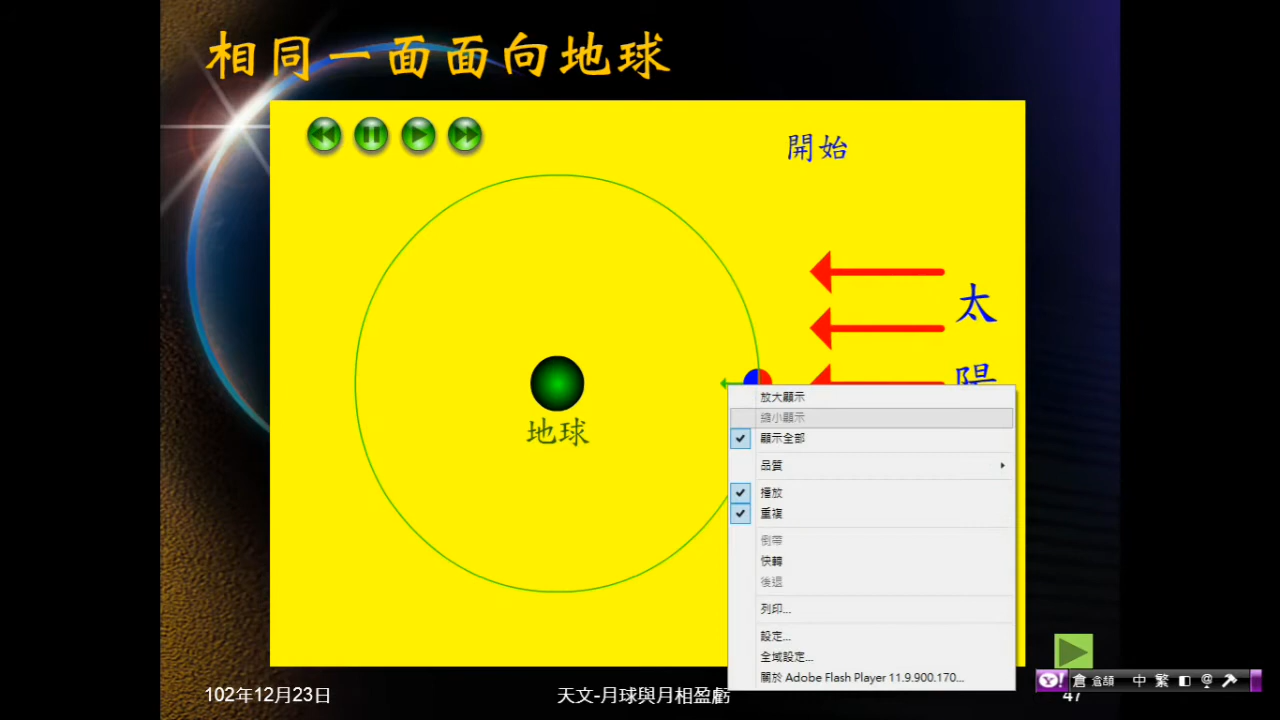 相同一面面向地球
開始
太
陽
地球
放大顯示
縮小顯示
顯示全部
品質
播放
重複
倒帶
快轉
後退
列印...
設定...
全域設定...
關於 Adobe Flash Player 11.9.900.170...
102年12月23日
天文-月球與月相盈虧
47
Y! 倉 倉頡 中 繁